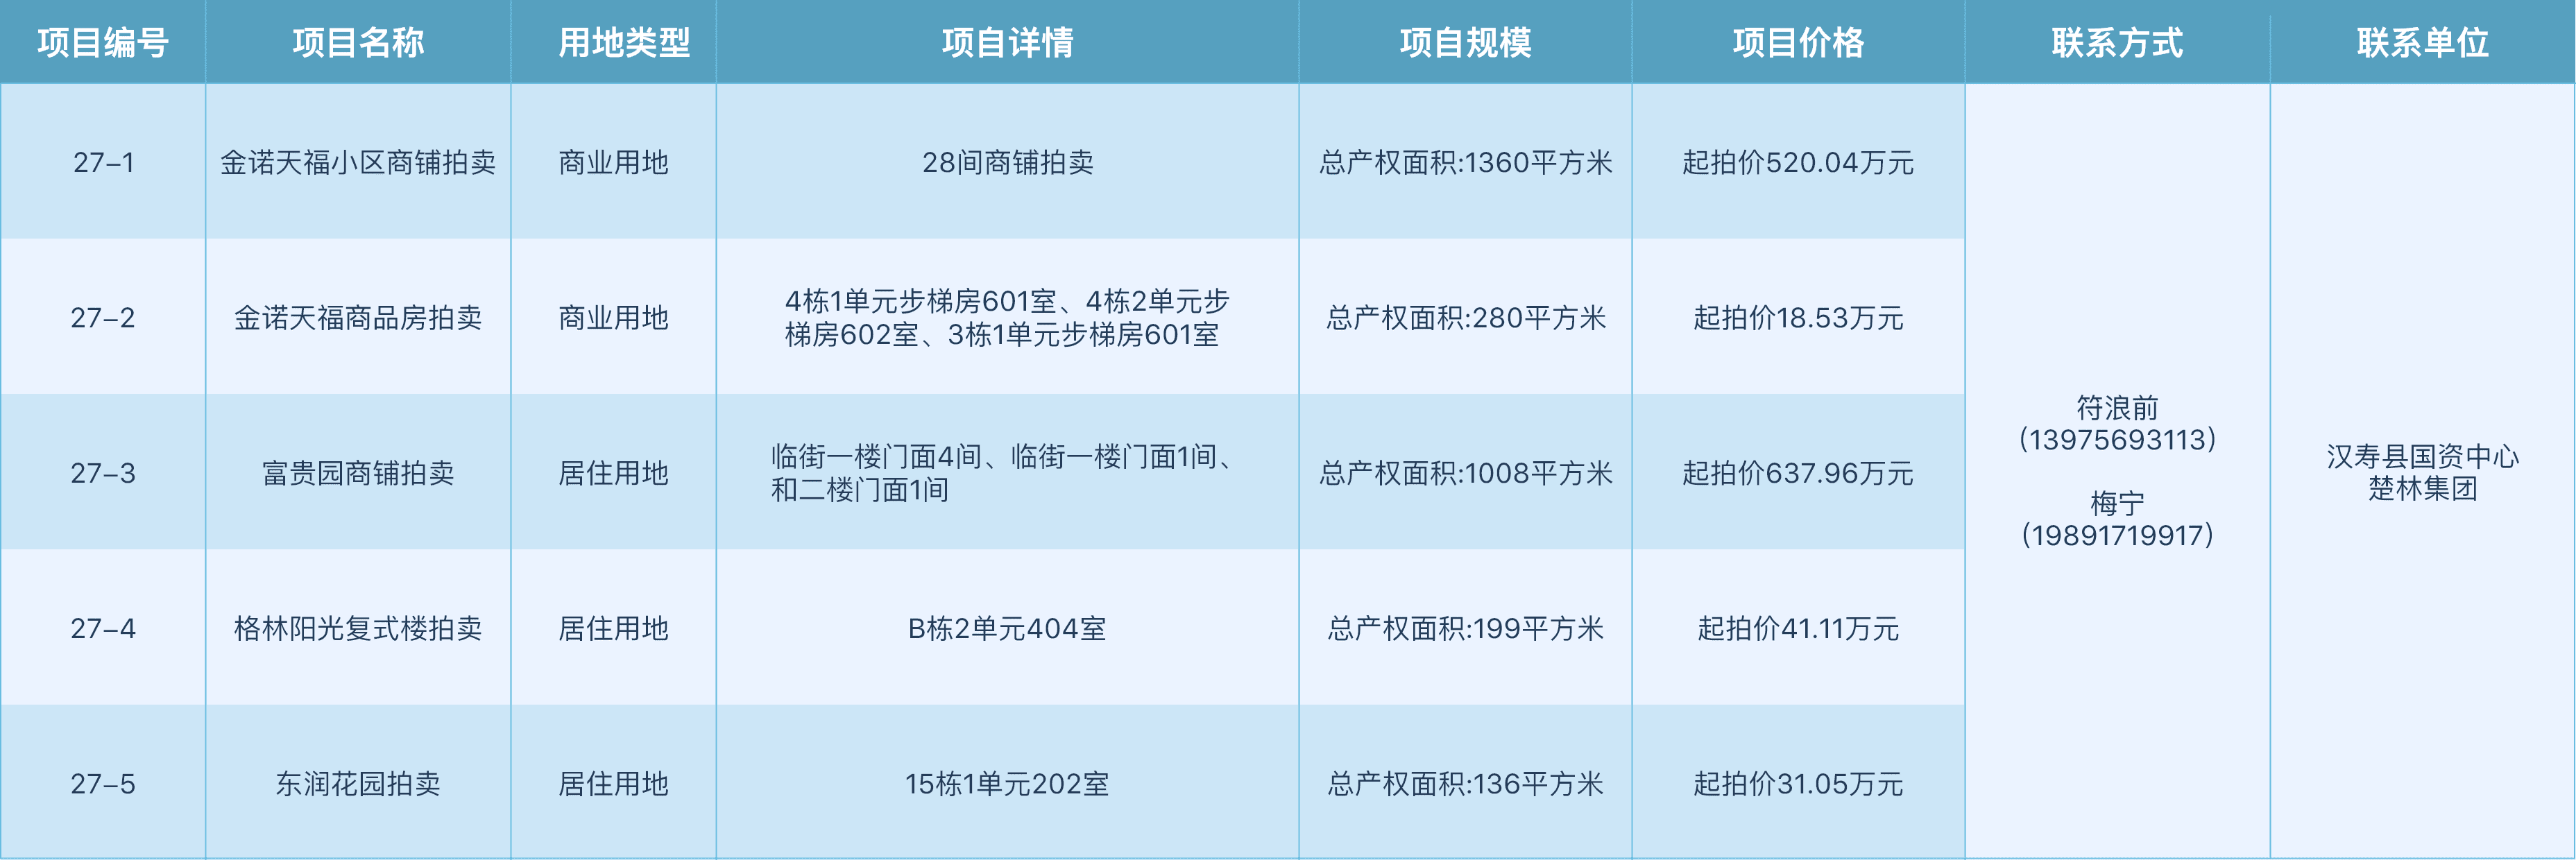 项目编号 项目名称 用地类型 项自详情 项自规模 项目价格 联系方式 联系单位
27–1 金诺天福小区商铺拍卖 商业用地 28间商铺拍卖 总产权面积:1360平方米 起拍价520.04万元
27–2 金诺天福商品房拍卖 商业用地 4栋1单元步梯房601室、4栋2单元步
梯房602室、3栋1单元步梯房601室 总产权面积:280平方米 起拍价18.53万元
27–3 富贵园商铺拍卖 居住用地 临街一楼门面4间、临街一楼门面1间、
和二楼门面1间 总产权面积:1008平方米 起拍价637.96万元
27–4 格林阳光复式楼拍卖 居住用地 B栋2单元404室 总产权面积:199平方米 起拍价41.11万元
27–5 东润花园拍卖 居住用地 15栋1单元202室 总产权面积:136平方米 起拍价31.05万元
符浪前
(13975693113)
梅宁
(19891719917)
汉寿县国资中心
楚林集团